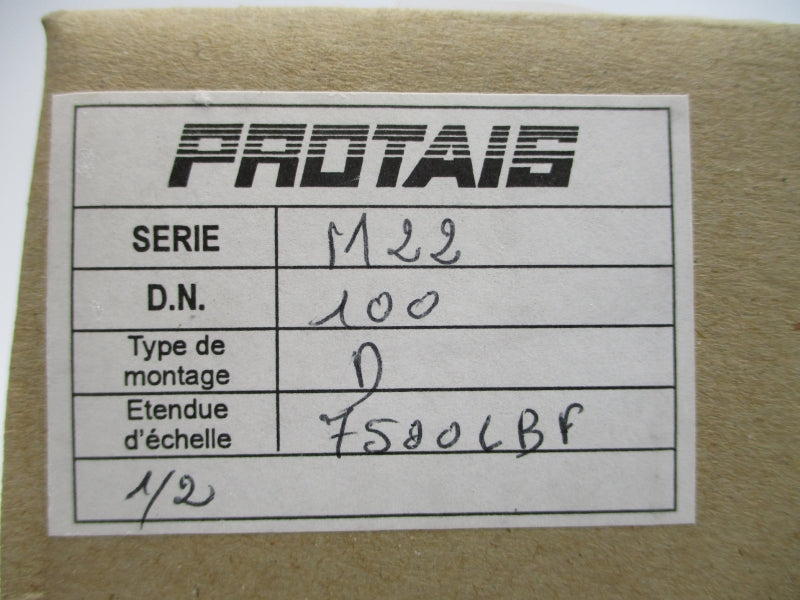 PROTAIS
SERIE M22
D.N. 100
Type de
montage D
Etendue
d'échelle 7500LBF
1/2